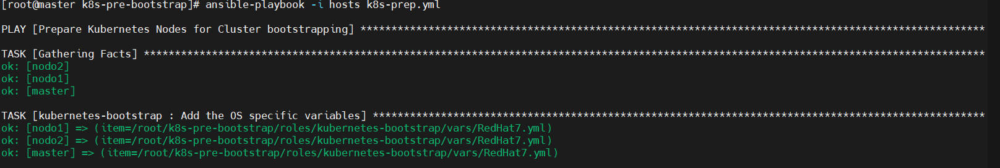 [root@master k8s-pre-bootstrap]# ansible-playbook -i hosts k8s-prep.yml
PLAY [Prepare Kubernetes Nodes for Cluster bootstrapping] *****************************************************************************************************
TASK [Gathering Facts] ****************************************************************************************************************************************
ok: [nodo2]
ok: [nodo1]
ok: [master]
TASK [kubernetes-bootstrap : Add the OS specific variables] ***************************************************************************************************
ok: [nodo1] => (item=/root/k8s-pre-bootstrap/roles/kubernetes-bootstrap/vars/RedHat7.yml)
ok: [nodo2] => (item=/root/k8s-pre-bootstrap/roles/kubernetes-bootstrap/vars/RedHat7.yml)
ok: [master] => (item=/root/k8s-pre-bootstrap/roles/kubernetes-bootstrap/vars/RedHat7.yml)